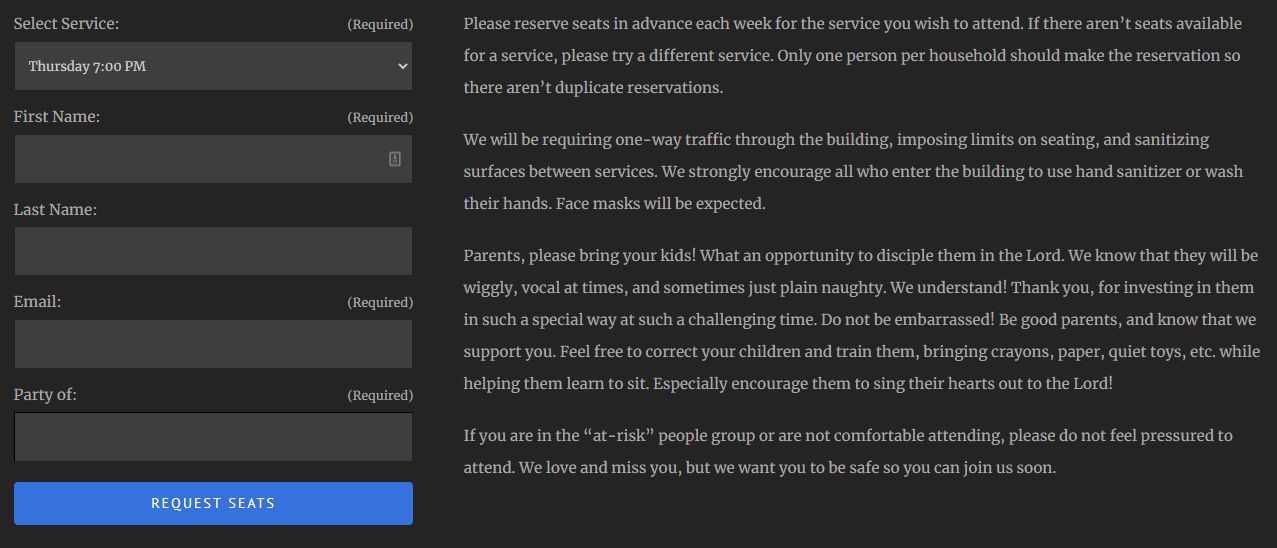 Select Service: (Required)
Thursday 7:00 PM
First Name: (Required)
Last Name:
Email: (Required)
Party of: (Required)
REQUEST SEATS
Please reserve seats in advance each week for the service you wish to attend. If there aren’t seats available
for a service, please try a different service. Only one person per household should make the reservation so
there aren’t duplicate reservations.
We will be requiring one-way traffic through the building, imposing limits on seating, and sanitizing
surfaces between services. We strongly encourage all who enter the building to use hand sanitizer or wash
their hands. Face masks will be expected.
Parents, please bring your kids! What an opportunity to disciple them in the Lord. We know that they will be
wiggly, vocal at times, and sometimes just plain naughty. We understand! Thank you, for investing in them
in such a special way at such a challenging time. Do not be embarrassed! Be good parents, and know that we
support you. Feel free to correct your children and train them, bringing crayons, paper, quiet toys, etc. while
helping them learn to sit. Especially encourage them to sing their hearts out to the Lord!
If you are in the “at-risk” people group or are not comfortable attending, please do not feel pressured to
attend. We love and miss you, but we want you to be safe so you can join us soon.